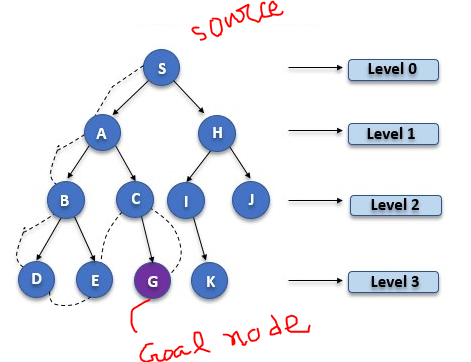 source
S
Level 0
A
H
Level 1
B
C
I
J
Level 2
D
E
G
K
Level 3
Goal node